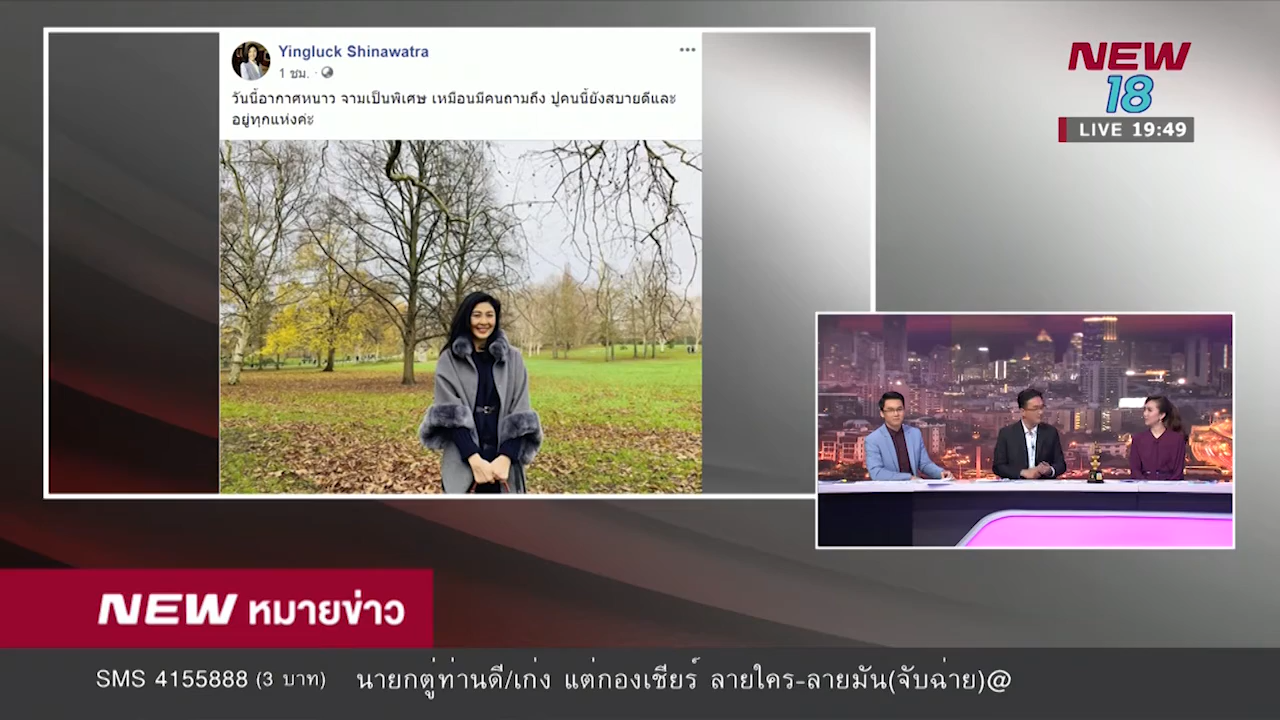 Yingluck Shinawatra
1 ชม.
วันนี้อากาศหนาว จามเป็นพิเศษ เหมือนมีคนถามถึง ปูคนนี้ยังสบายดีและ
อยู่ทุกแห่งค่ะ
NEW
18
LIVE 19:49
NEW หมายข่าว
SMS 4155888 (3 บาท) นายกตู่ท่านดี/เก่ง แต่กองเชียร์ ลายใคร-ลายมัน(จับฉ่าย)@